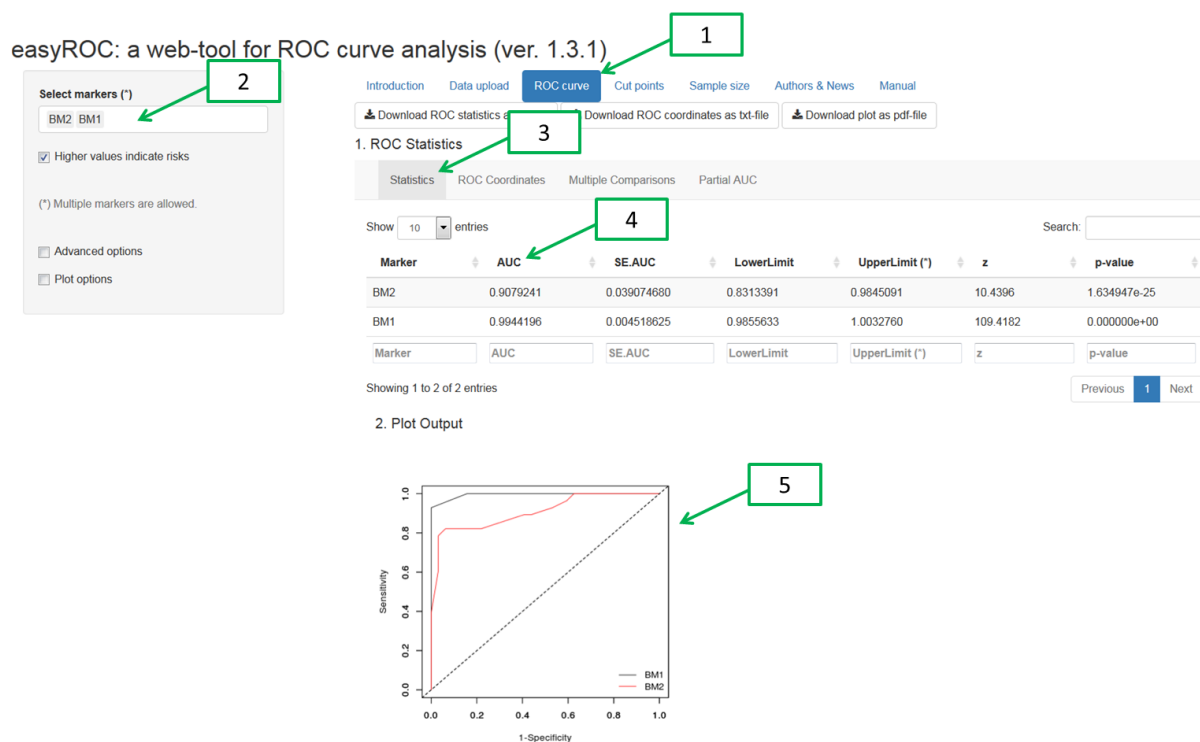 easyROC: a web-tool for ROC curve analysis (ver. 1.3.1)
1
2
Select markers (*)
BM2 BM1
Higher values indicate risks
(*) Multiple markers are allowed.
Advanced options
Plot options
Introduction Data upload ROC curve Cut points Sample size Authors & News Manual
Download ROC statistics a Download ROC coordinates as txt-file Download plot as pdf-file
3
1. ROC Statistics
Statistics ROC Coordinates Multiple Comparisons Partial AUC
4
Show 10 entries Search:
Marker AUC SE.AUC LowerLimit UpperLimit (*) z p-value
BM2 0.9079241 0.039074680 0.8313391 0.9845091 10.4396 1.634947e-25
BM1 0.9944196 0.004518625 0.9855633 1.0032760 109.4182 0.000000e+00
Marker AUC SE.AUC LowerLimit UpperLimit (*) z p-value
Showing 1 to 2 of 2 entries Previous 1 Next
2. Plot Output
5
Sensitivity
1.0
0.8
0.6
0.4
0.2
0.0
BM1
BM2
0.0 0.2 0.4 0.6 0.8 1.0
1-Specificity